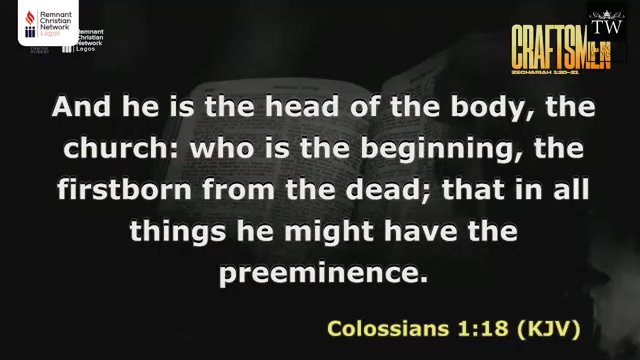 Remnant
Christian
Network
Lagos
Remnant
Christian
Network
Lagos
CRAFTSMEN
ZECHARIAH 1:20-21
TW
And he is the head of the body, the
church: who is the beginning, the
firstborn from the dead; that in all
things he might have the
preeminence.
Colossians 1:18 (KJV)